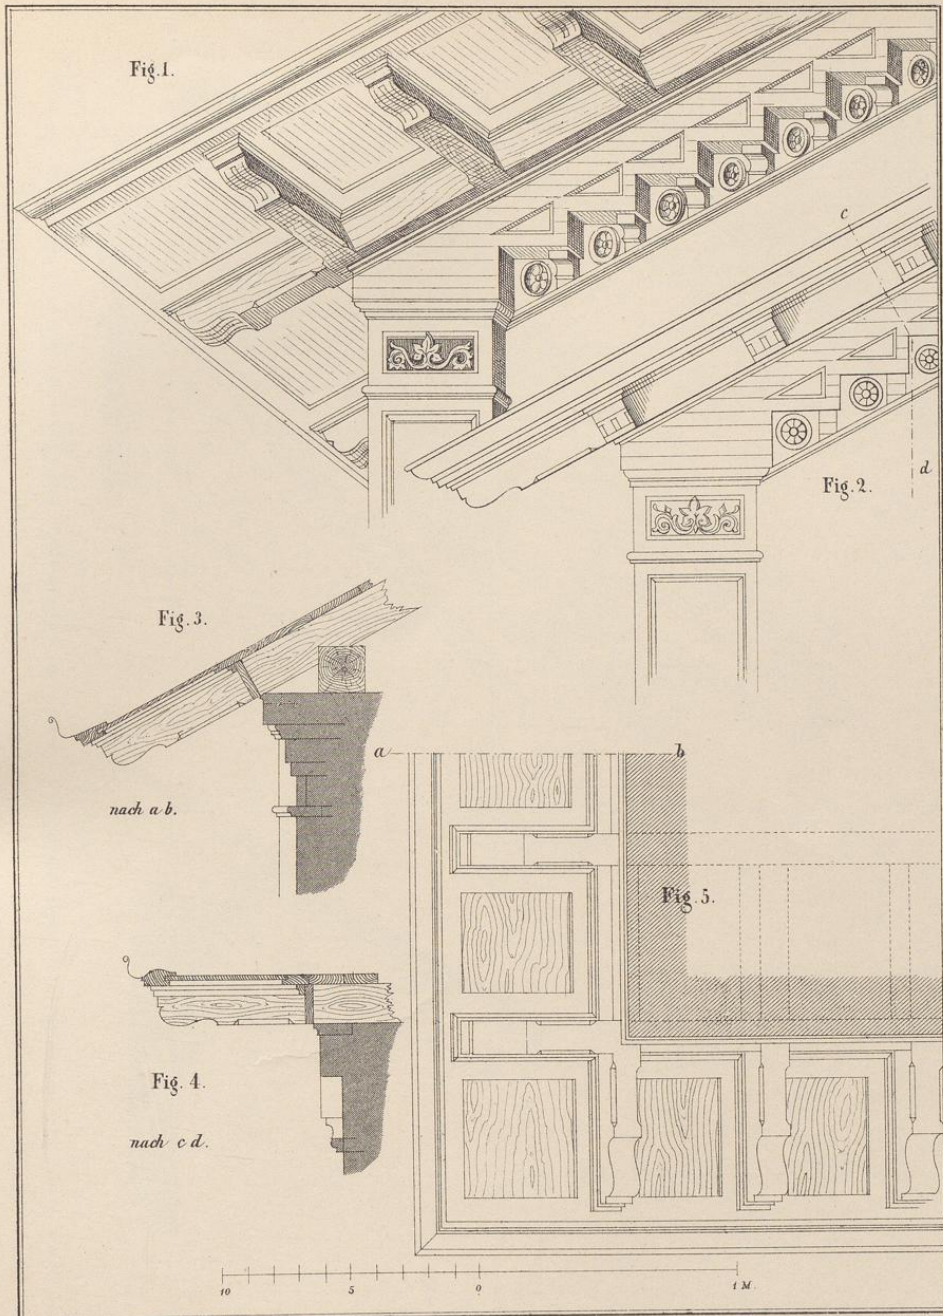 Fig. 1.
c
Fig. 2.
d
Fig. 3.
a
b
nach a b.
Fig. 5.
Fig. 4.
nach c d.
10 5 0 1 M.